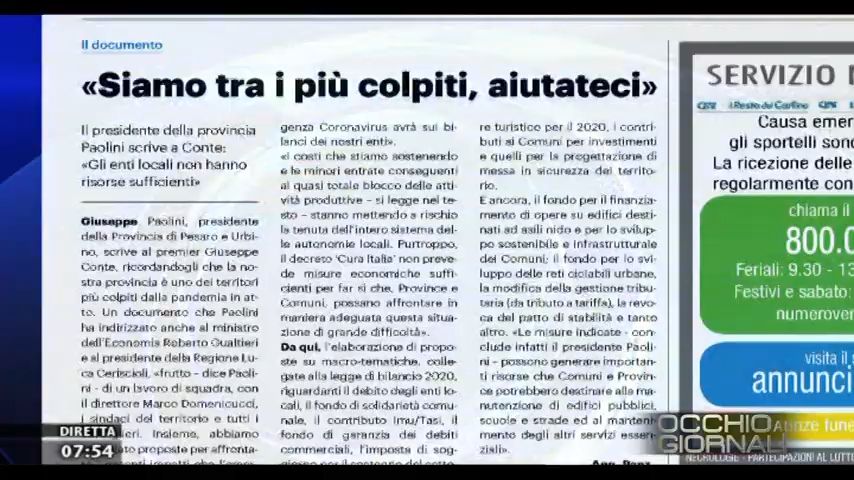 Il documento
«Siamo tra i più colpiti, aiutateci»
Il presidente della provincia
Paolini scrive a Conte:
«Gli enti locali non hanno
risorse sufficienti»
Giuseppe Paolini, presidente
della Provincia di Pesaro e Urbi-
no, scrive al premier Giuseppe
Conte, ricordandogli che la no-
stra provincia è uno dei territori
più colpiti dalla pandemia in at-
to. Un documento che Paolini
ha indirizzato anche al ministro
dell'Economia Roberto Gualtieri
e al presidente della Regione Lu-
ca Ceriscioli, «frutto – dice Paoli-
ni - di un lavoro di squadra, con
il direttore Marco Domenicucci,
i sindaci del territorio e tutti i
Insieme, abbiamo
proposte per affronta-
genza Coronavirus avrà sui bi-
lanci dei nostri enti».
«I costi che stiamo sostenendo
e le minori entrate conseguenti
al quasi totale blocco delle atti-
vità produttive – si legge nel te-
sto – stanno mettendo a rischio
la tenuta dell'intero sistema del-
le autonomie locali. Purtroppo,
il decreto 'Cura Italia' non preve-
de misure economiche suffi-
cienti per far sì che, Province e
Comuni, possano affrontare in
maniera adeguata questa situa-
zione di grande difficoltà».
Da qui, l'elaborazione di propo-
ste su macro-tematiche, colle-
gate alla legge di bilancio 2020,
riguardanti il debito degli enti lo-
cali, il fondo di solidarietà comu-
nale, il contributo Imu/Tasi, il
fondo di garanzia dei debiti
commerciali, l'imposta di sog-
re turistico per il 2020, i contri-
buti ai Comuni per investimenti
e quelli per la progettazione di
messa in sicurezza del territo-
rio.
E ancora, il fondo per il finanzia-
mento di opere su edifici desti-
nati ad asili nido e per lo svilup-
po sostenibile e infrastrutturale
dei Comuni; il fondo per lo svi-
luppo delle reti ciclabili urbane,
la modifica della gestione tribu-
taria (da tributo a tariffa), la revo-
ca del patto di stabilità e tanto
altro. «Le misure indicate - con-
clude infatti il presidente Paoli-
ni – possono generare importan-
ti risorse che Comuni e Provin-
ce potrebbero destinare alla ma-
nutenzione di edifici pubblici,
scuole e strade ed al manteni-
mento degli altri servizi essen-
ziali».
SERVIZIO
il Resto del Carlino
Causa emer
gli sportelli sono
La ricezione delle
regolarmente con
chiama il
800.0
Feriali: 9.30 - 13
Festivi e sabato:
numerover
visita il s
annunci
NECROLOGIE - PARTECIPAZIONI AL LUTTO
DIRETTA
07:54
OCCHIO
GIORNALI